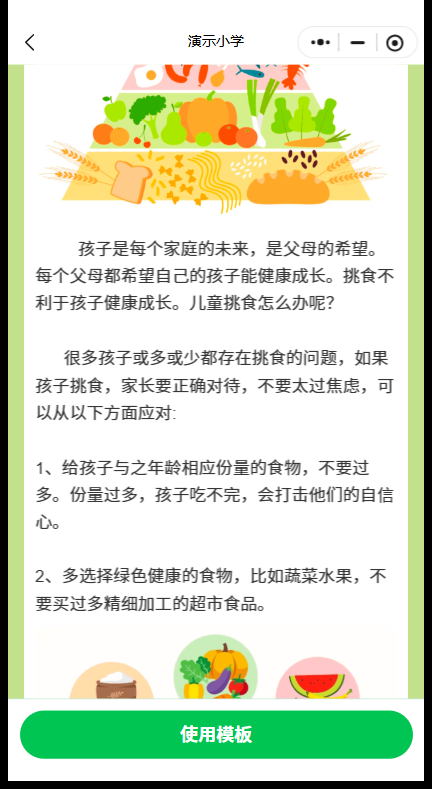 演示小学
孩子是每个家庭的未来，是父母的希望。
每个父母都希望自己的孩子能健康成长。挑食不
利于孩子健康成长。儿童挑食怎么办呢？
很多孩子或多或少都存在挑食的问题，如果
孩子挑食，家长要正确对待，不要太过焦虑，可
以从以下方面应对:
1、给孩子与之年龄相应份量的食物，不要过
多。份量过多，孩子吃不完，会打击他们的自信
心。
2、多选择绿色健康的食物，比如蔬菜水果，不
要买过多精细加工的超市食品。
使用模板